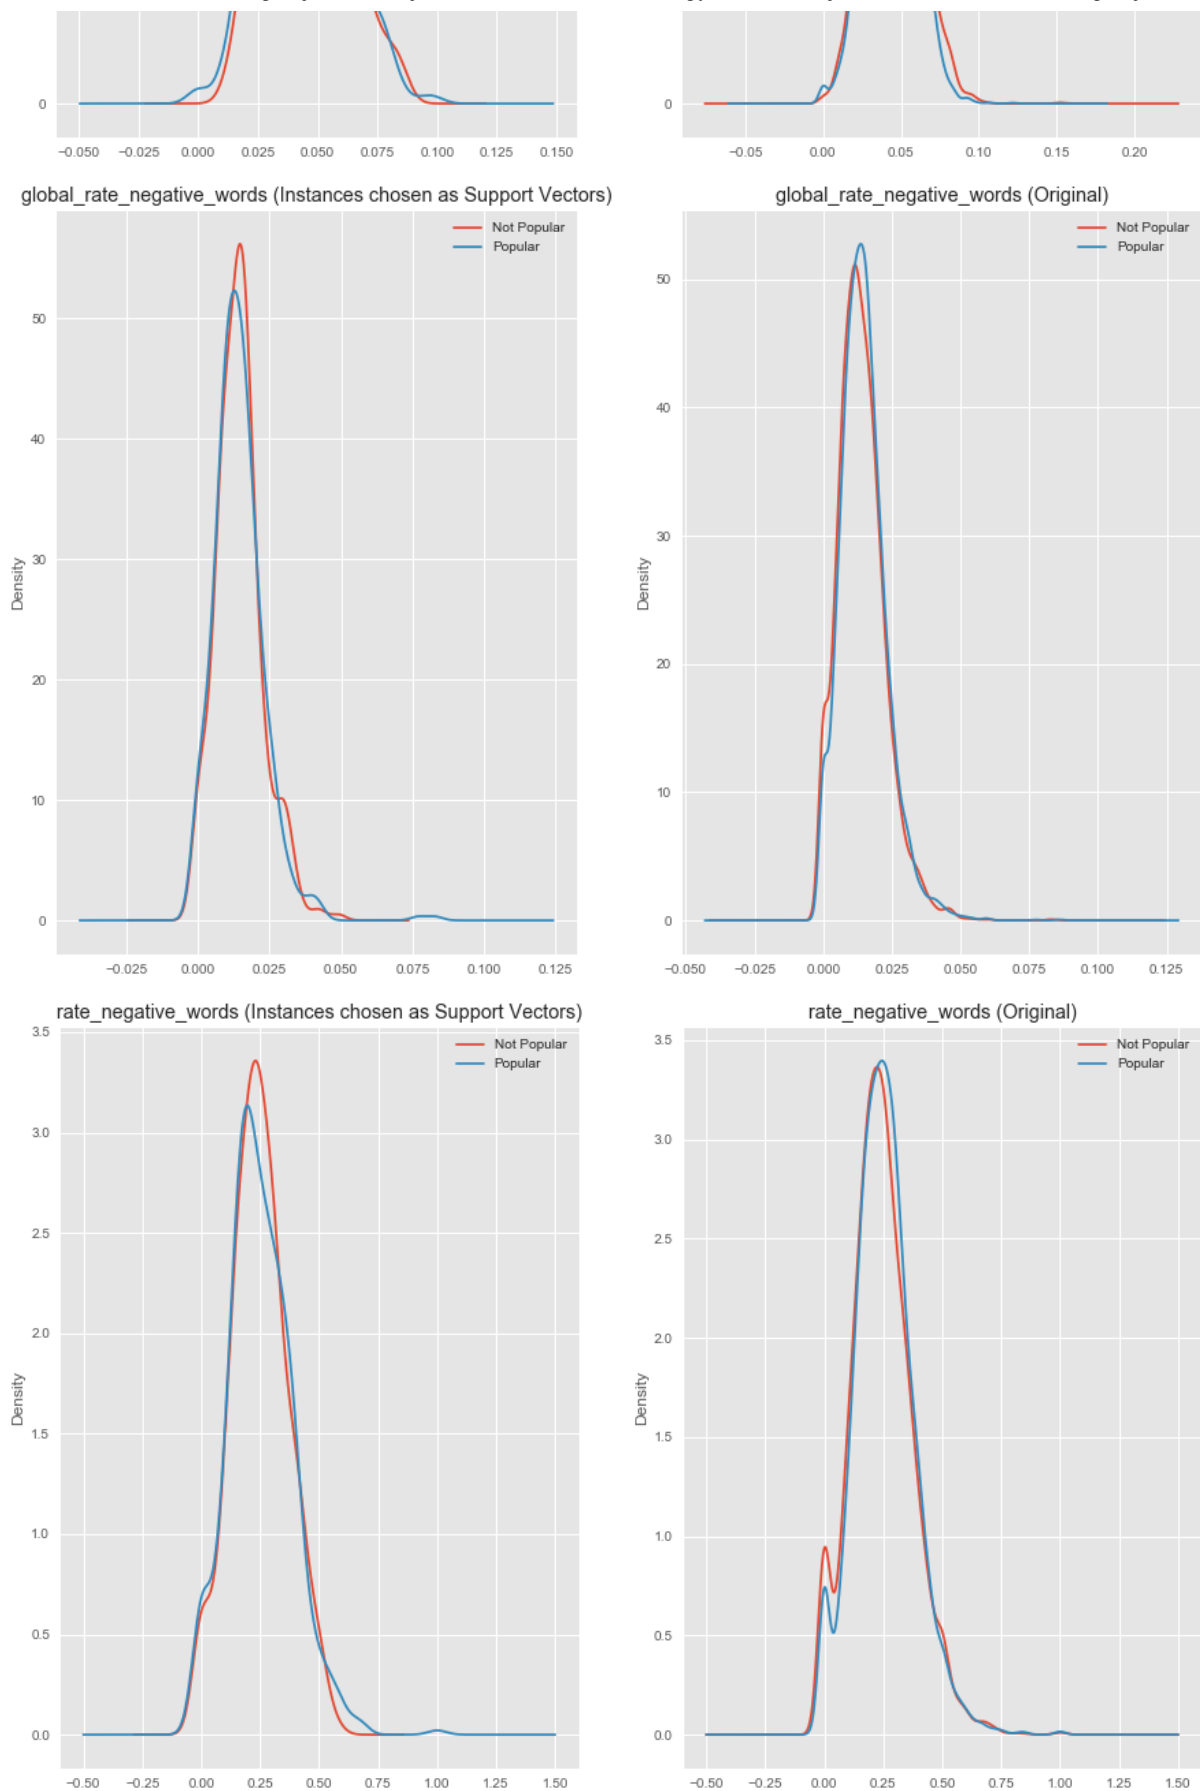 0
0
−0.050 −0.025 0.000 0.025 0.050 0.075 0.100 0.125 0.150
−0.05 0.00 0.05 0.10 0.15 0.20
global_rate_negative_words (Instances chosen as Support Vectors)
Not Popular
Popular
50
40
30
20
10
0
Density
−0.025 0.000 0.025 0.050 0.075 0.100 0.125
global_rate_negative_words (Original)
Not Popular
Popular
50
40
30
20
10
0
Density
−0.050 −0.025 0.000 0.025 0.050 0.075 0.100 0.125
rate_negative_words (Instances chosen as Support Vectors)
Not Popular
Popular
3.5
3.0
2.5
2.0
1.5
1.0
0.5
0.0
Density
−0.50 −0.25 0.00 0.25 0.50 0.75 1.00 1.25 1.50
rate_negative_words (Original)
Not Popular
Popular
3.5
3.0
2.5
2.0
1.5
1.0
0.5
0.0
Density
−0.50 −0.25 0.00 0.25 0.50 0.75 1.00 1.25 1.50